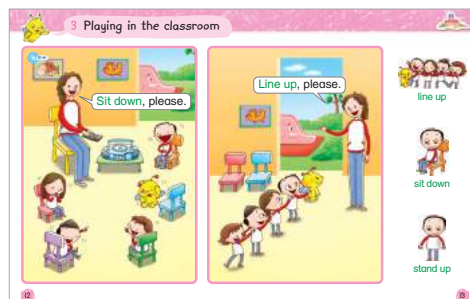 3 Playing in the classroom
Sit down, please.
Line up, please.
line up
sit down
stand up
12
13